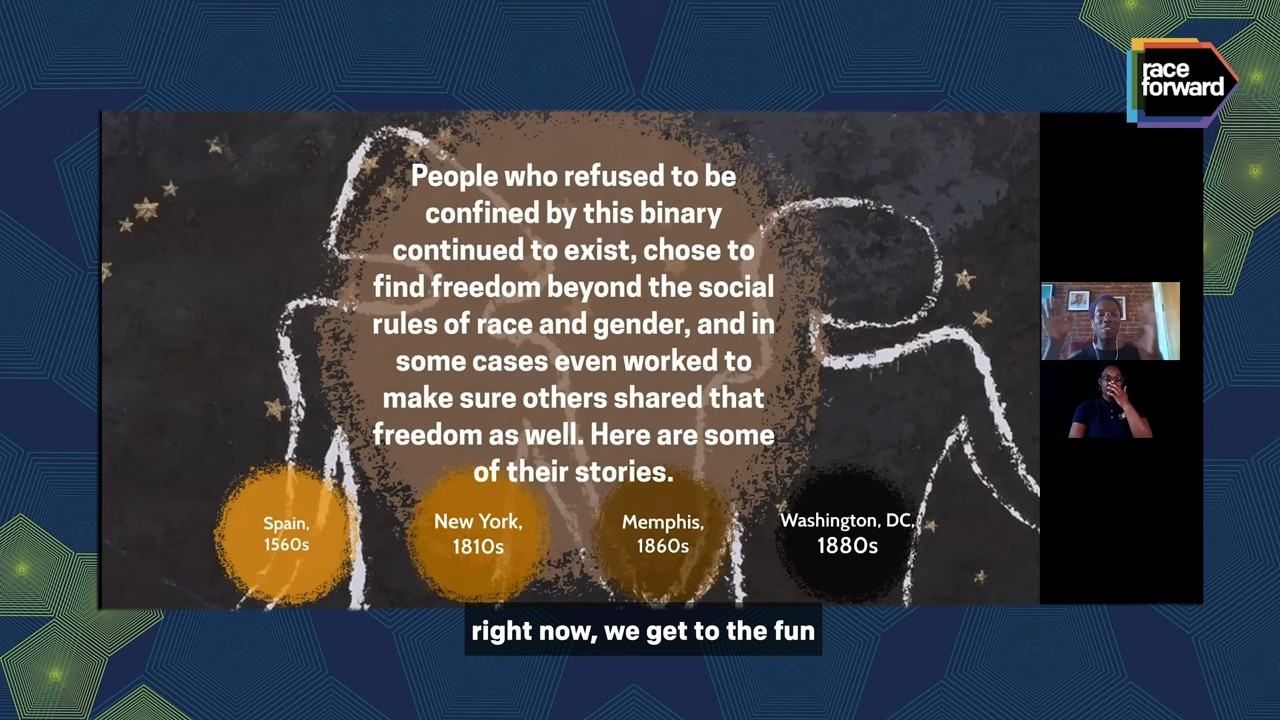 race
forward
People who refused to be
confined by this binary
continued to exist, chose to
find freedom beyond the social
rules of race and gender, and in
some cases even worked to
make sure others shared that
freedom as well. Here are some
of their stories.
Spain,
1560s
New York,
1810s
Memphis,
1860s
Washington, DC,
1880s
right now, we get to the fun